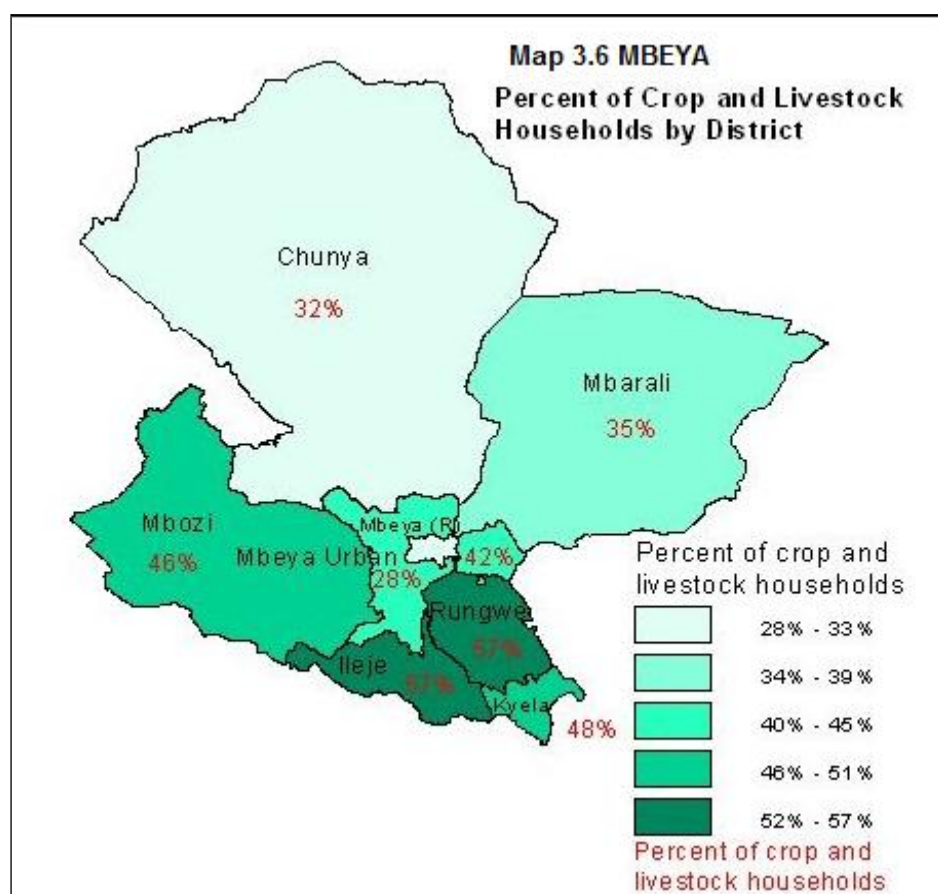 Map 3.6 MBEYA
Percent of Crop and Livestock
Households by District
Chunya
32%
Mbarali
35%
Mbozi
46%
Mbeya (R)
Mbeya Urban
28%
42%
Rungwe
57%
Ileje
57%
Kyela
48%
Percent of crop and
livestock households
28% - 33%
34% - 39%
40% - 45%
46% - 51%
52% - 57%
Percent of crop and
livestock households